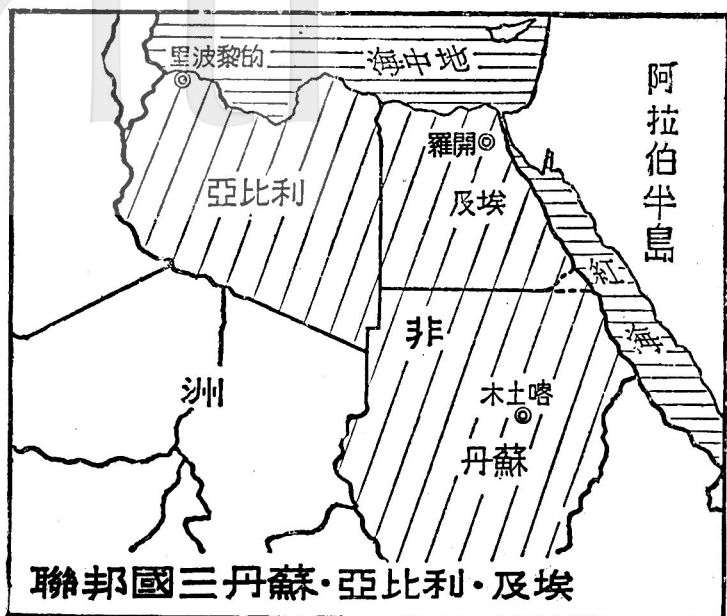 的黎波里
地中海
阿拉伯半島
開羅
利比亞
埃及
紅海
非
洲
喀土木
蘇丹
埃及・利比亞・蘇丹三國邦聯